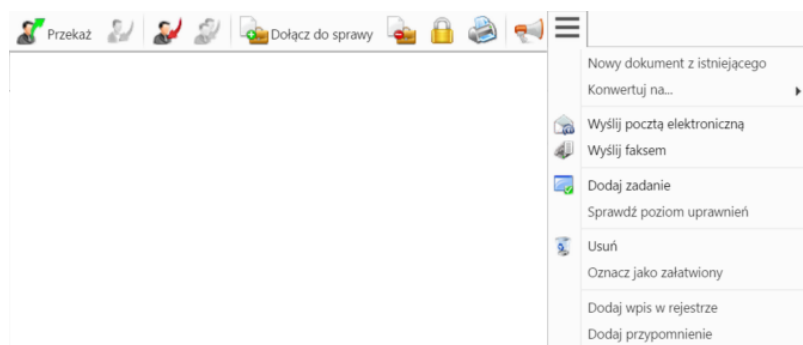 Przekaż
Dołącz do sprawy
Nowy dokument z istniejącego
Konwertuj na...
Wyślij pocztą elektroniczną
Wyślij faksem
Dodaj zadanie
Sprawdź poziom uprawnień
Usuń
Oznacz jako załatwiony
Dodaj wpis w rejestrze
Dodaj przypomnienie